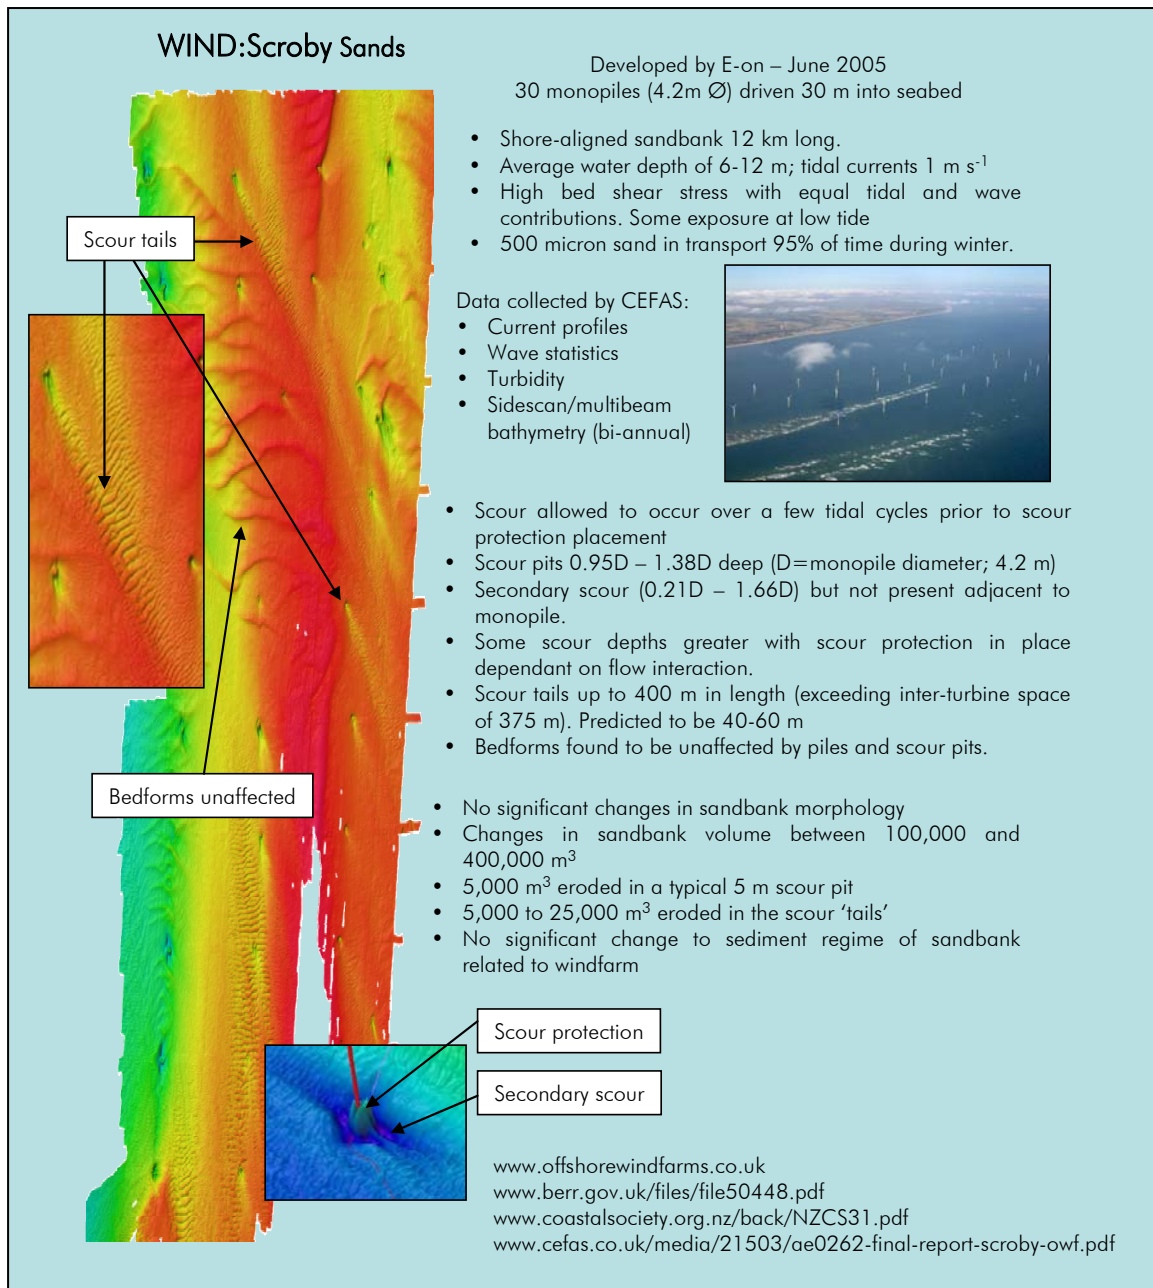 WIND:Scroby Sands
Developed by E-on – June 2005
30 monopiles (4.2m Ø) driven 30 m into seabed
• Shore-aligned sandbank 12 km long.
• Average water depth of 6-12 m; tidal currents 1 m s-1
• High bed shear stress with equal tidal and wave
contributions. Some exposure at low tide
• 500 micron sand in transport 95% of time during winter.
Scour tails
Data collected by CEFAS:
• Current profiles
• Wave statistics
• Turbidity
• Sidescan/multibeam
bathymetry (bi-annual)
• Scour allowed to occur over a few tidal cycles prior to scour
protection placement
• Scour pits 0.95D – 1.38D deep (D=monopile diameter; 4.2 m)
• Secondary scour (0.21D – 1.66D) but not present adjacent to
monopile.
• Some scour depths greater with scour protection in place
dependant on flow interaction.
• Scour tails up to 400 m in length (exceeding inter-turbine space
of 375 m). Predicted to be 40-60 m
• Bedforms found to be unaffected by piles and scour pits.
Bedforms unaffected
• No significant changes in sandbank morphology
• Changes in sandbank volume between 100,000 and
400,000 m3
• 5,000 m3 eroded in a typical 5 m scour pit
• 5,000 to 25,000 m3 eroded in the scour ‘tails’
• No significant change to sediment regime of sandbank
related to windfarm
Scour protection
Secondary scour
www.offshorewindfarms.co.uk
www.berr.gov.uk/files/file50448.pdf
www.coastalsociety.org.nz/back/NZCS31.pdf
www.cefas.co.uk/media/21503/ae0262-final-report-scroby-owf.pdf